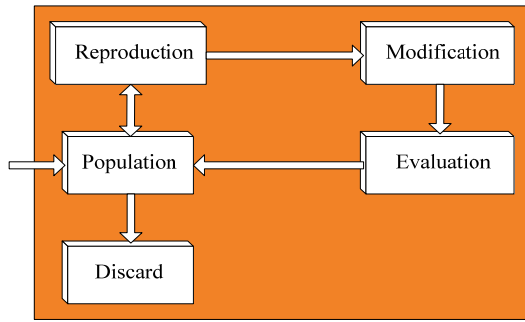 Reproduction
Modification
Population
Evaluation
Discard